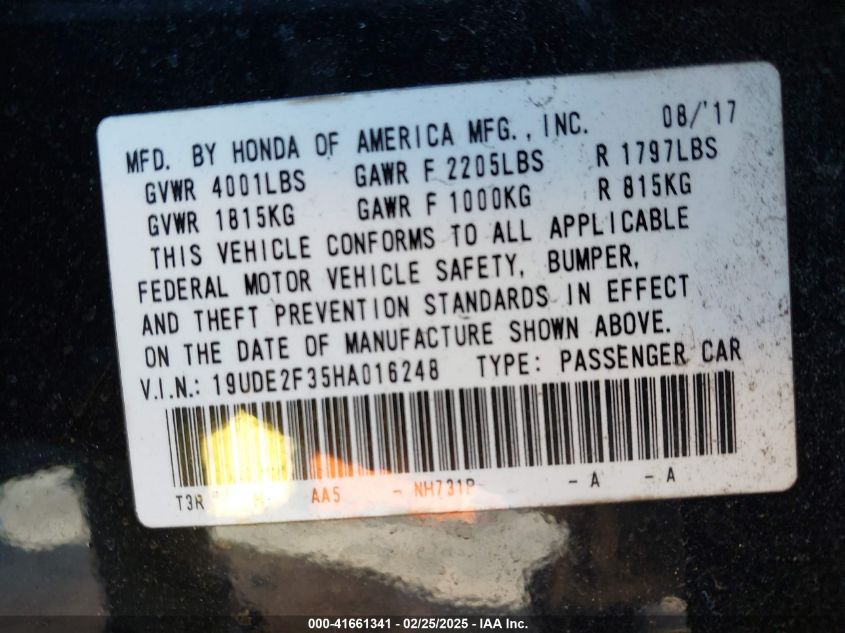 MFD. BY HONDA OF AMERICA MFG., INC. 08/'17
GVWR 4001LBS GAWR F 2205LBS R 1797LBS
GVWR 1815KG GAWR F 1000KG R 815KG
THIS VEHICLE CONFORMS TO ALL APPLICABLE
FEDERAL MOTOR VEHICLE SAFETY, BUMPER,
AND THEFT PREVENTION STANDARDS IN EFFECT
ON THE DATE OF MANUFACTURE SHOWN ABOVE.
V.I.N.: 19UDE2F35HA016248 TYPE: PASSENGER CAR
T3R H- AA5 - NH731P - A - A
000-41661341 - 02/25/2025 - IAA Inc.